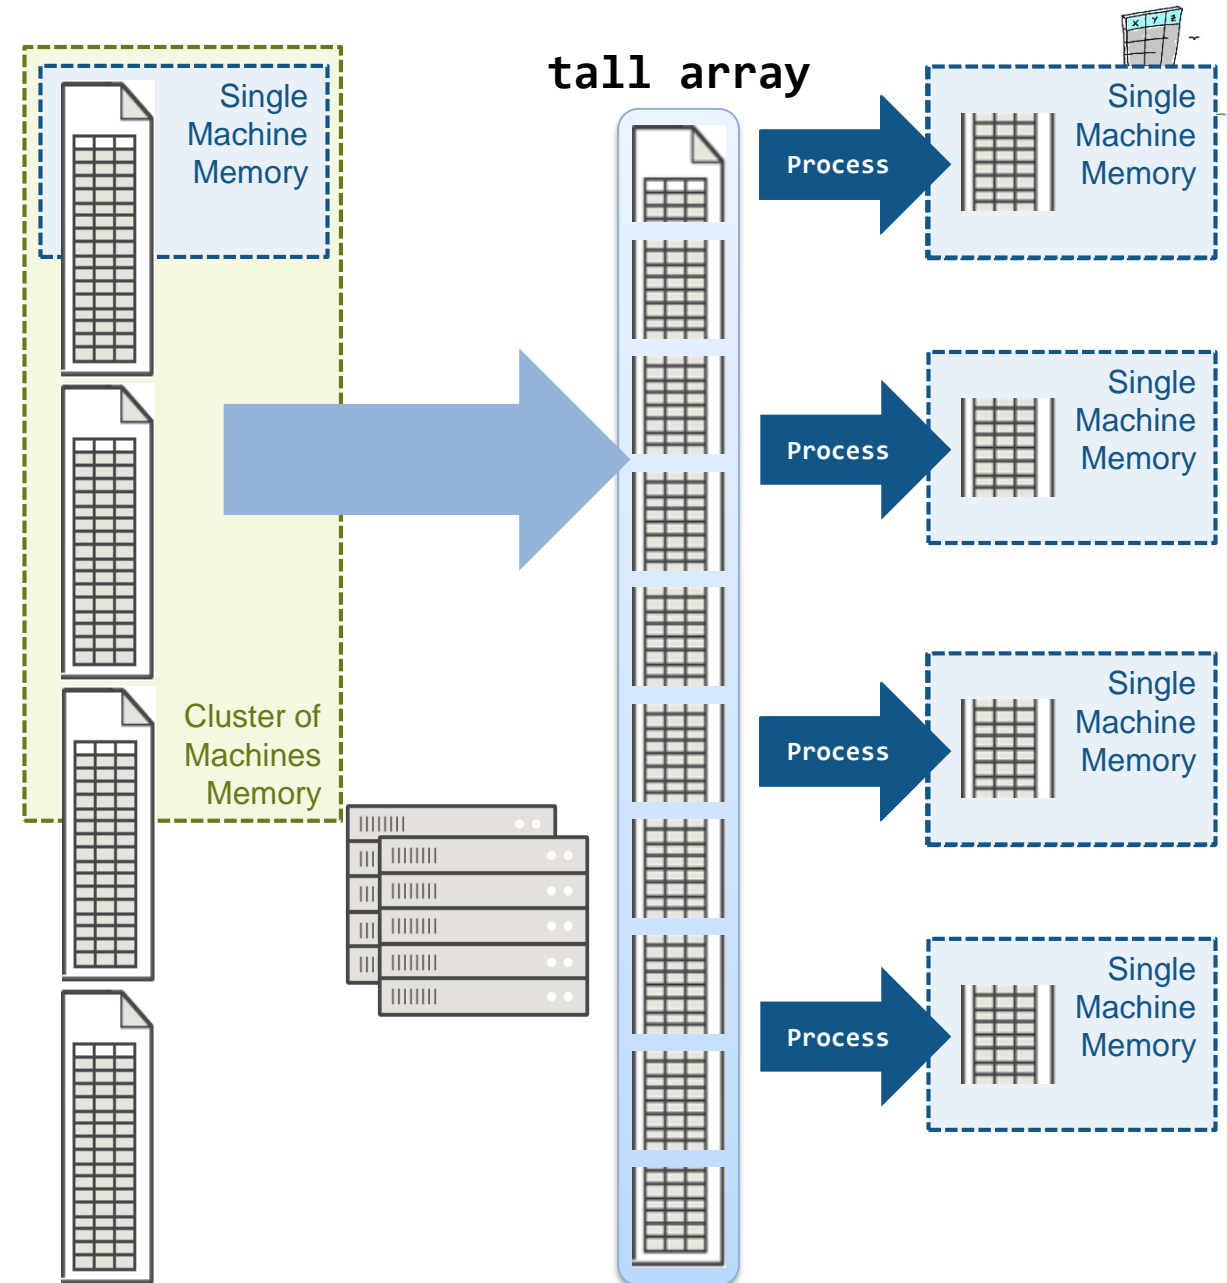 tall array
X Y Z
Single
Machine
Memory
Cluster of
Machines
Memory
Process
Single
Machine
Memory
Process
Single
Machine
Memory
Process
Single
Machine
Memory
Process
Single
Machine
Memory